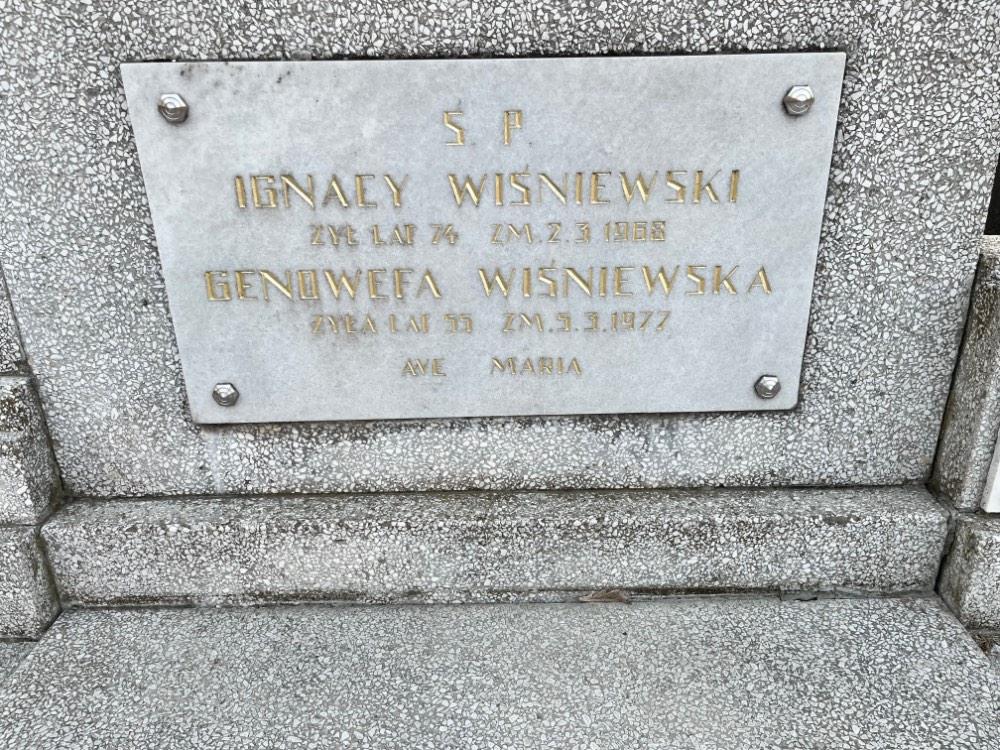 S P
IGNACY WIŚNIEWSKI
ŻYŁ LAT 74 ZM. 2.3 1988
GENOWEFA WIŚNIEWSKA
ŻYŁA LAT 55 ZM. 5.3.1977
AVE MARIA